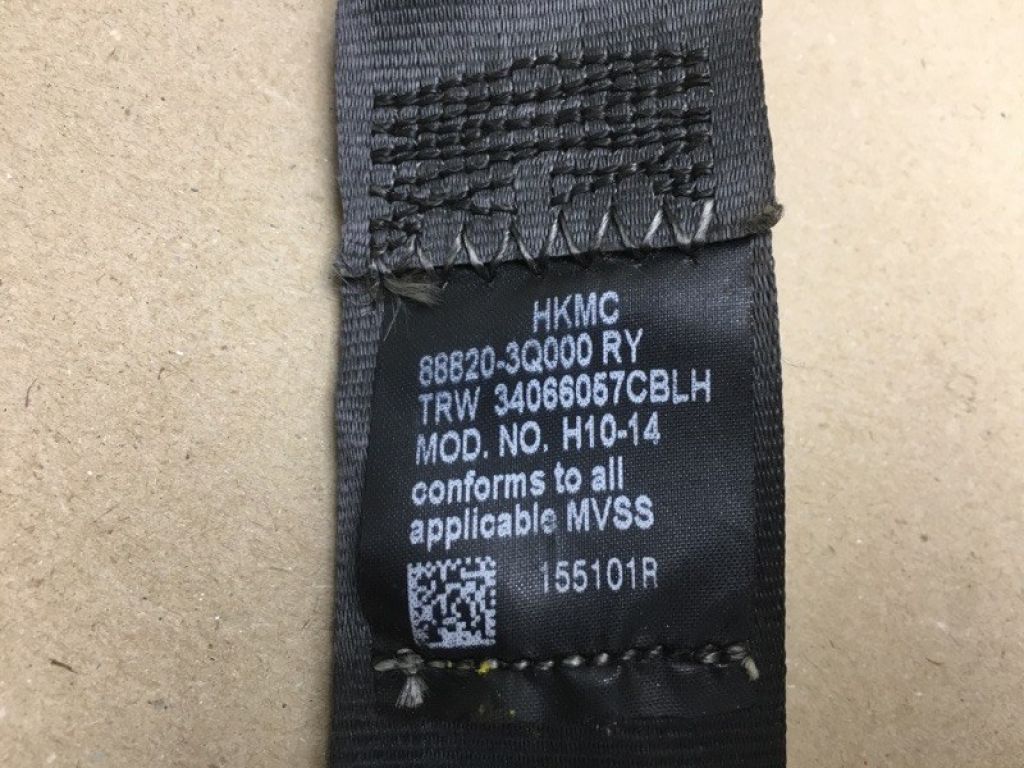 HKMC
88820-3Q000 RY
TRW 34066057CBLH
MOD. NO. H10-14
conforms to all
applicable MVSS
155101R